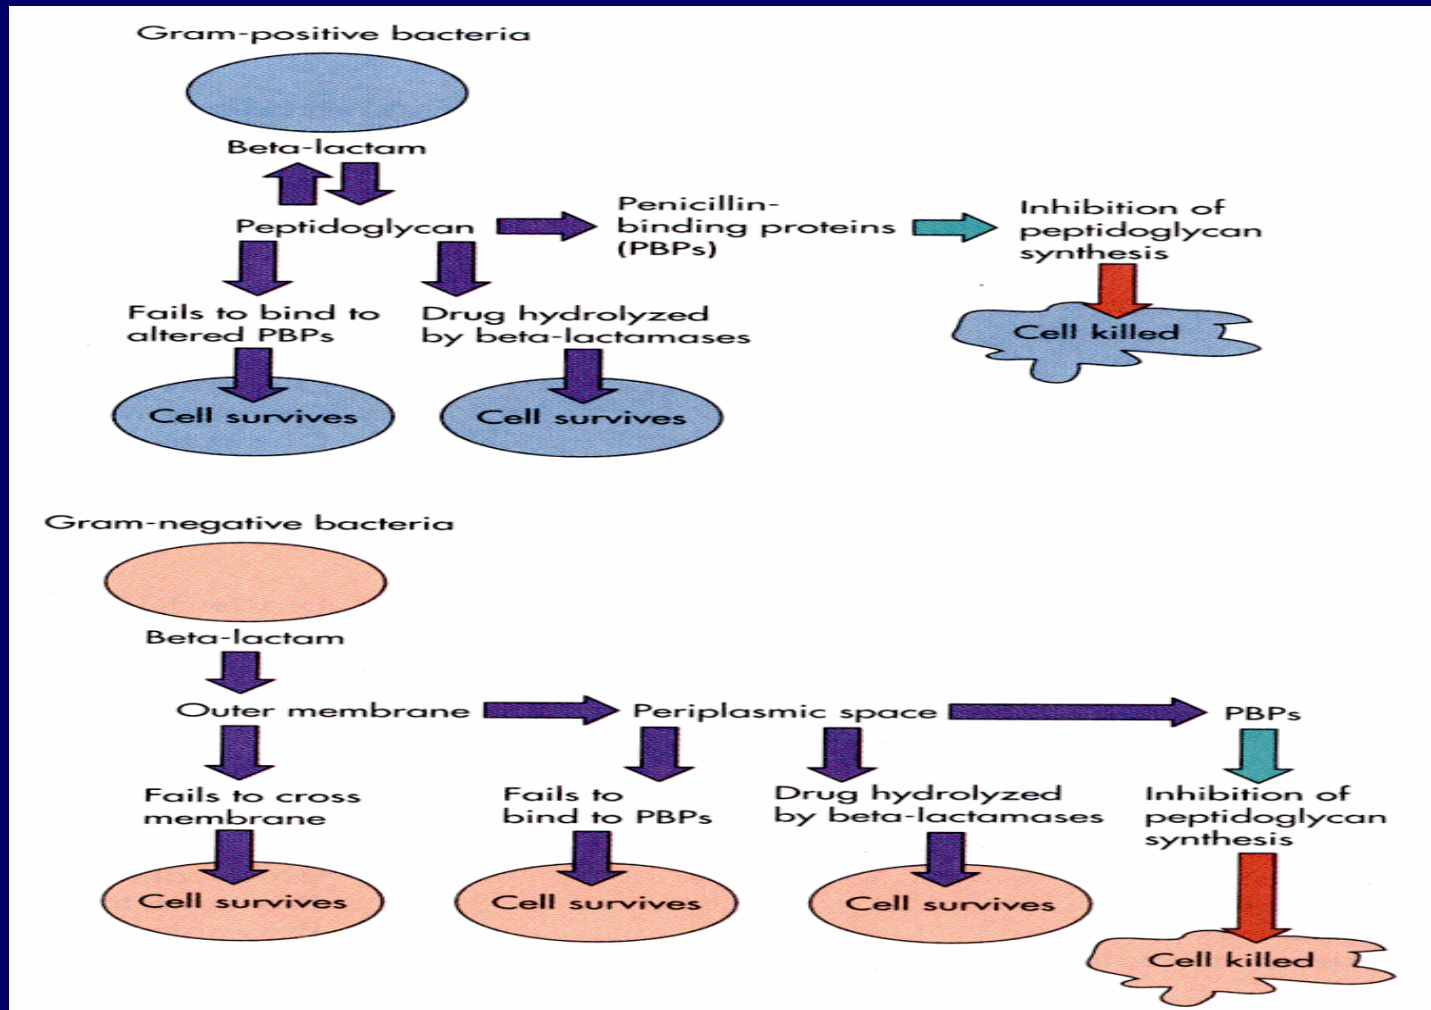 Gram-positive bacteria
Beta-lactam
Peptidoglycan
Penicillin-
binding proteins
(PBPs)
Inhibition of
peptidoglycan
synthesis
Fails to bind to
altered PBPs
Drug hydrolyzed
by beta-lactamases
Cell killed
Cell survives
Cell survives
Gram-negative bacteria
Beta-lactam
Outer membrane
Periplasmic space
PBPs
Fails to cross
membrane
Fails to
bind to PBPs
Drug hydrolyzed
by beta-lactamases
Inhibition of
peptidoglycan
synthesis
Cell survives
Cell survives
Cell survives
Cell killed